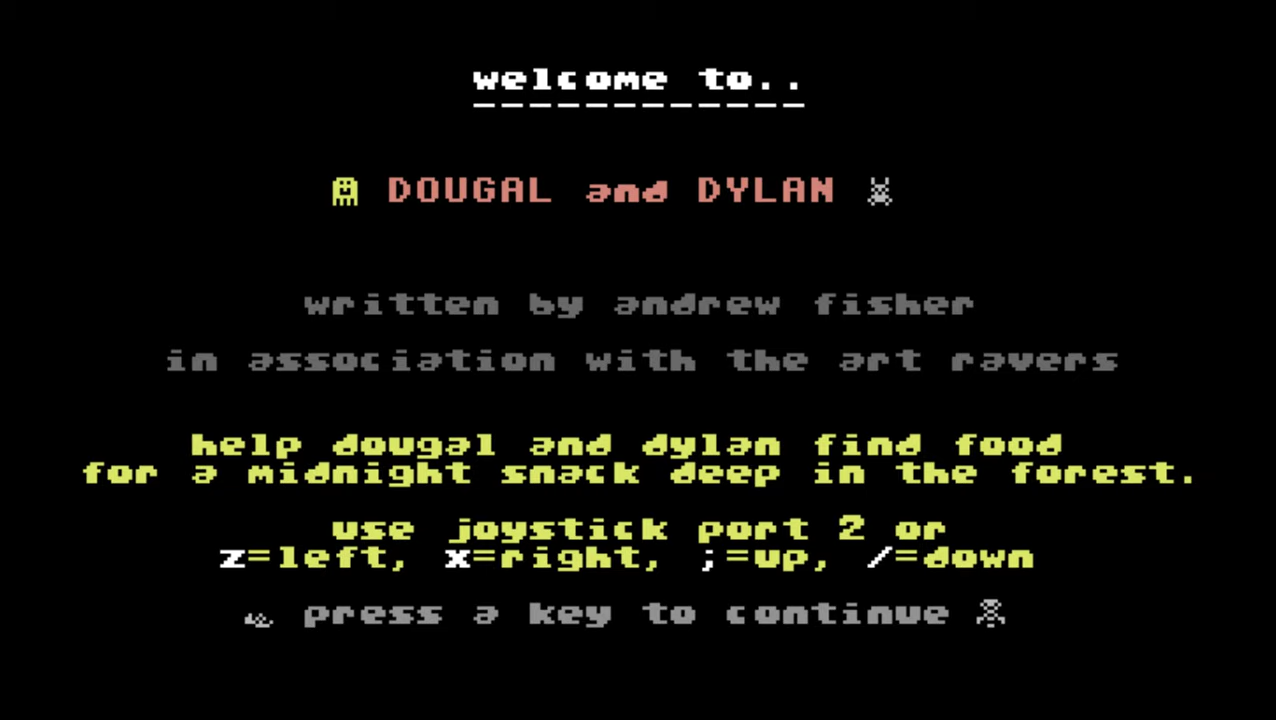 welcome to..
------------
DOUGAL and DYLAN
written by andrew fisher
in association with the art ravers
help dougal and dylan find food
for a midnight snack deep in the forest.
use joystick port 2 or
z=left, x=right, ;=up, /=down
press a key to continue